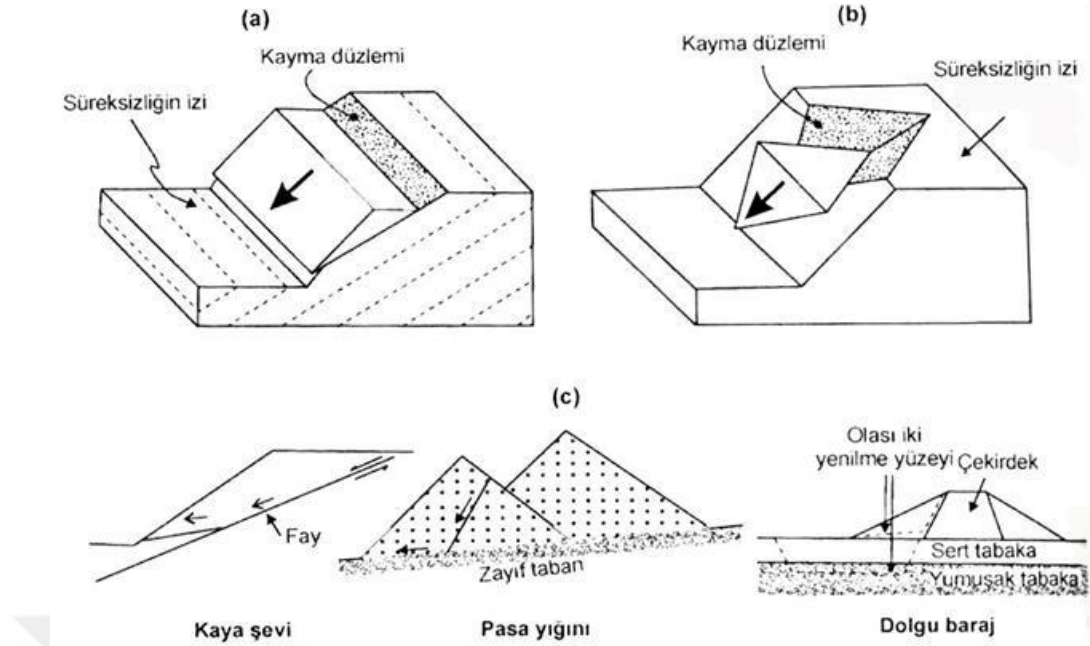 (a)
Kayma düzlemi
Süreksizliğin izi
(b)
Kayma düzlemi
Süreksizliğin izi
(c)
Fay
Kaya şevi
Zayıf taban
Pasa yığını
Olası iki
yenilme yüzeyi
Çekirdek
Sert tabaka
Yumuşak tabaka
Dolgu baraj